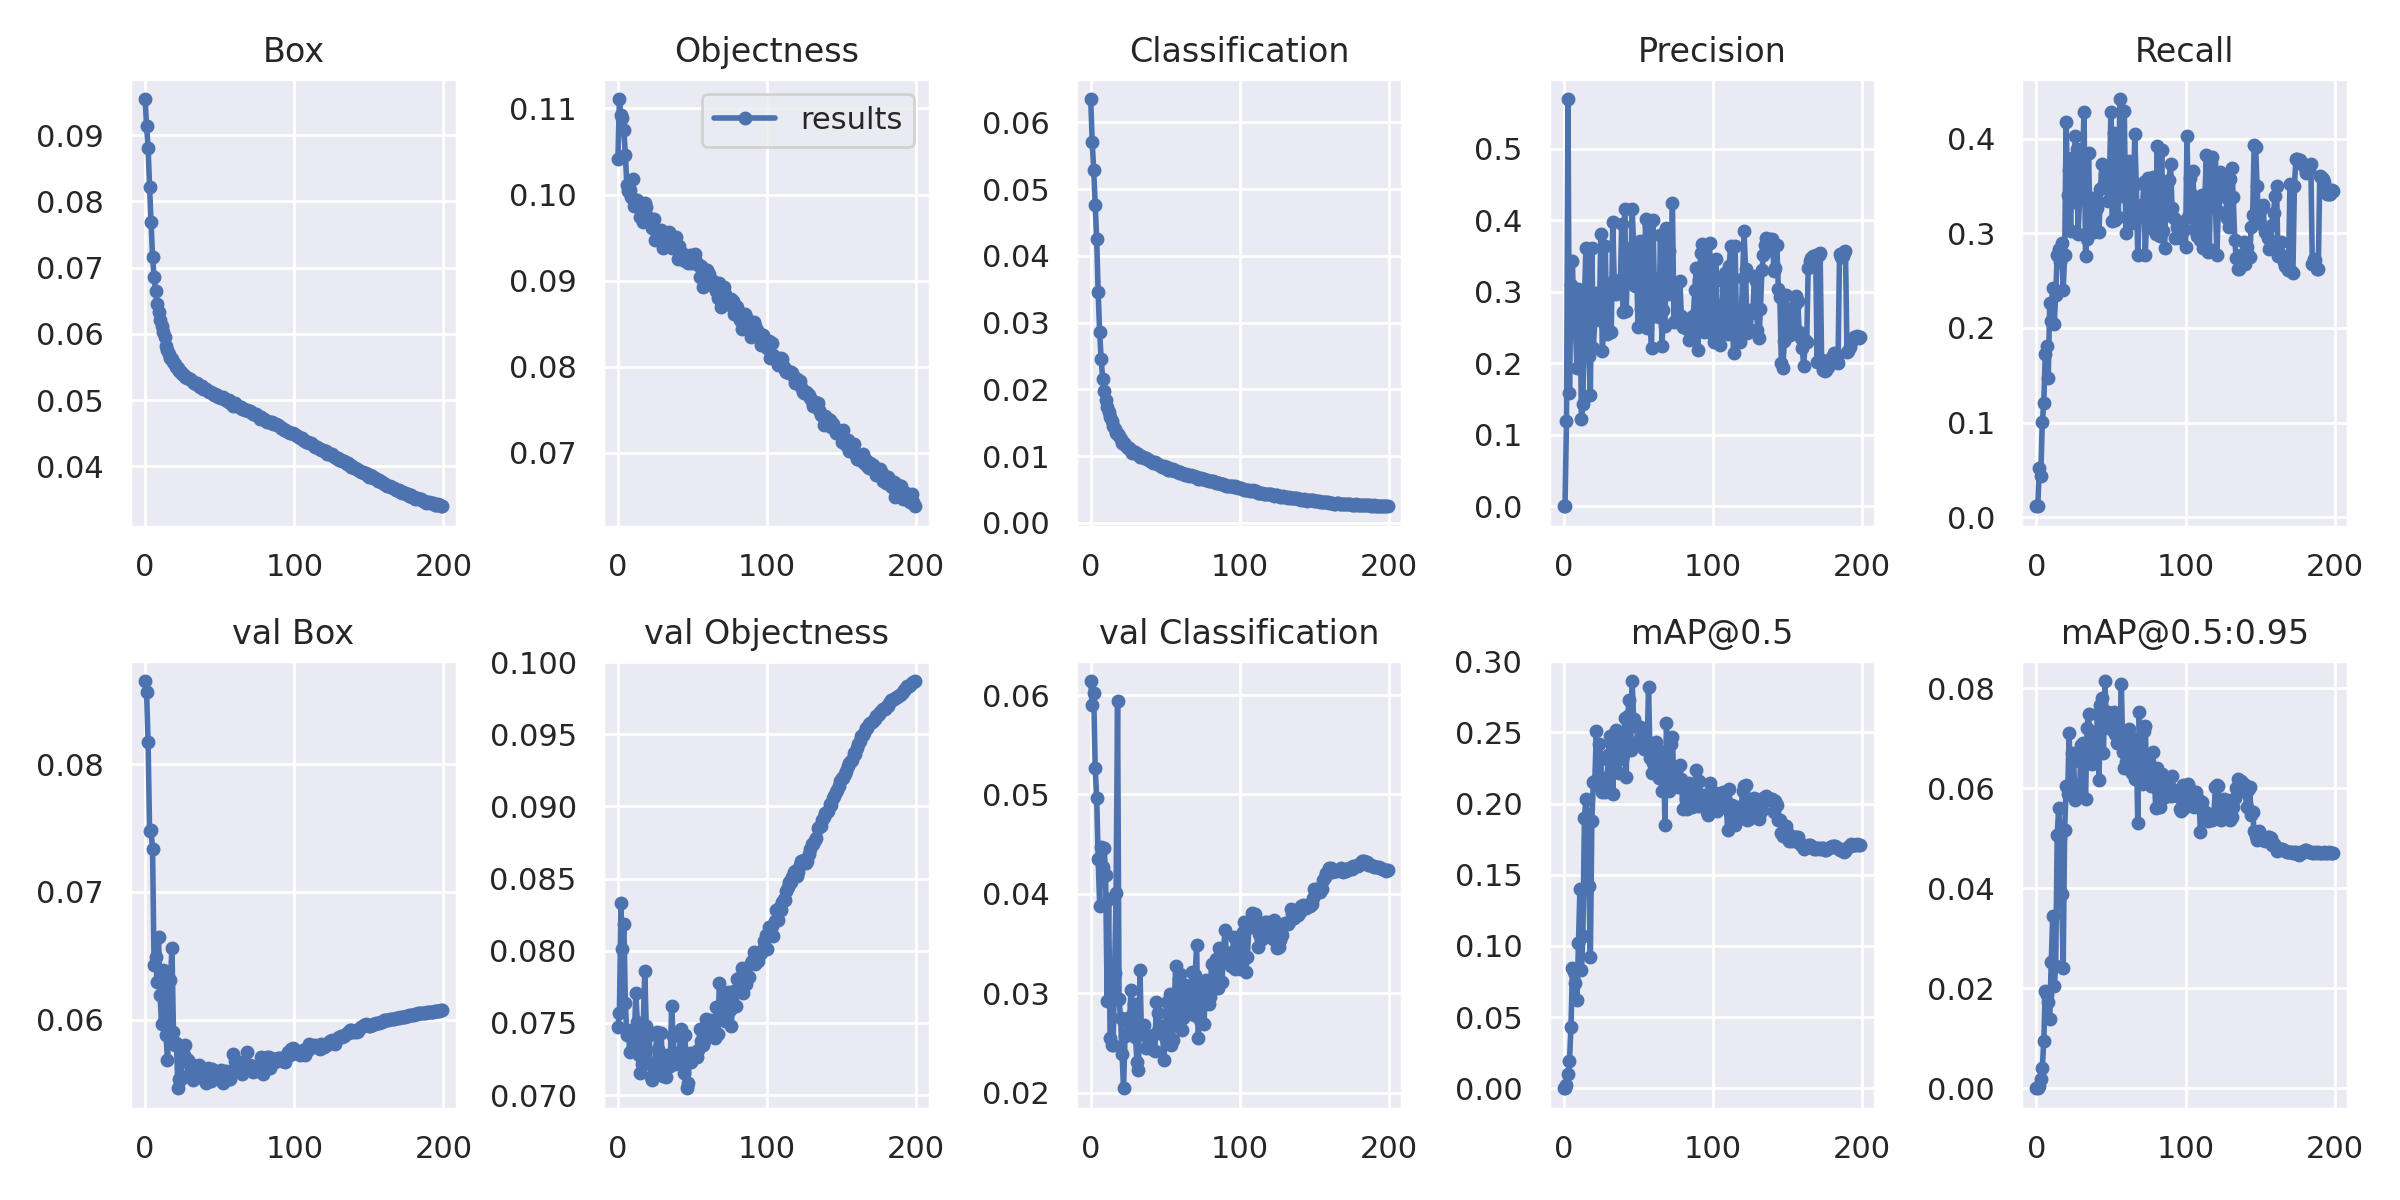 Box
Objectness
Classification
Precision
Recall
results
0.09
0.08
0.07
0.06
0.05
0.04
0 100 200
0.11
0.10
0.09
0.08
0.07
0 100 200
0.06
0.05
0.04
0.03
0.02
0.01
0.00
0 100 200
0.5
0.4
0.3
0.2
0.1
0.0
0 100 200
0.4
0.3
0.2
0.1
0.0
0 100 200
val Box
val Objectness
val Classification
mAP@0.5
mAP@0.5:0.95
0.08
0.07
0.06
0 100 200
0.100
0.095
0.090
0.085
0.080
0.075
0.070
0 100 200
0.06
0.05
0.04
0.03
0.02
0 100 200
0.30
0.25
0.20
0.15
0.10
0.05
0.00
0 100 200
0.08
0.06
0.04
0.02
0.00
0 100 200